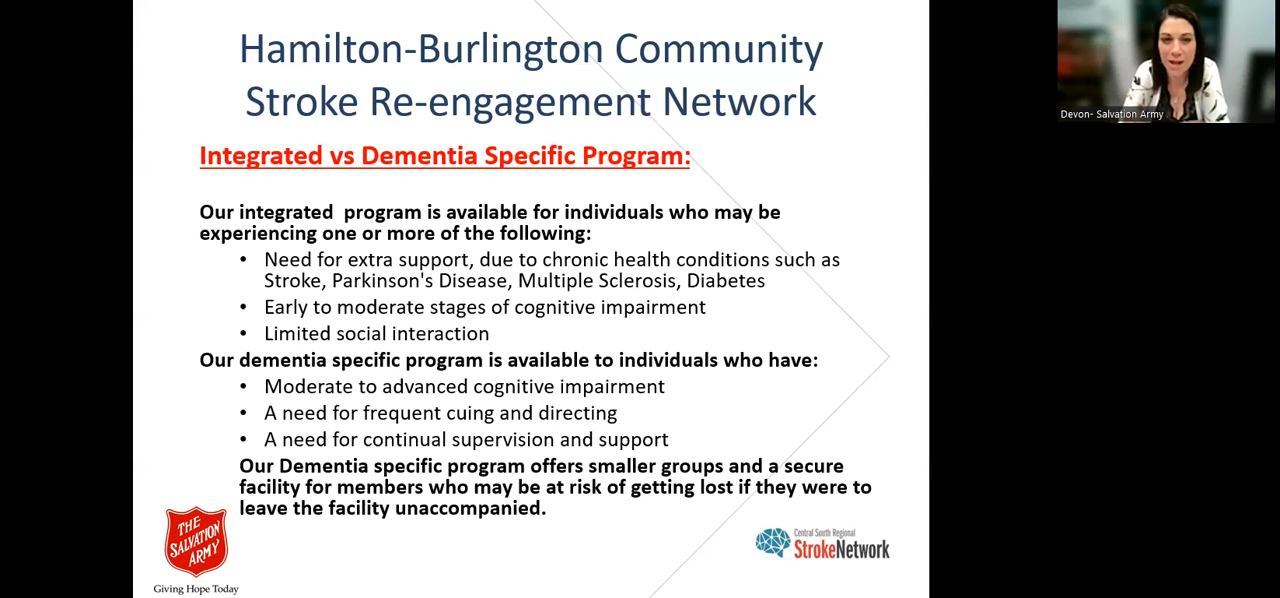 Hamilton-Burlington Community
Stroke Re-engagement Network
Integrated vs Dementia Specific Program:
Our integrated program is available for individuals who may be
experiencing one or more of the following:
• Need for extra support, due to chronic health conditions such as
Stroke, Parkinson's Disease, Multiple Sclerosis, Diabetes
• Early to moderate stages of cognitive impairment
• Limited social interaction
Our dementia specific program is available to individuals who have:
• Moderate to advanced cognitive impairment
• A need for frequent cuing and directing
• A need for continual supervision and support
Our Dementia specific program offers smaller groups and a secure
facility for members who may be at risk of getting lost if they were to
leave the facility unaccompanied.
THE
SALVATION
ARMY
Giving Hope Today
Central South Regional
StrokeNetwork
Devon- Salvation Army